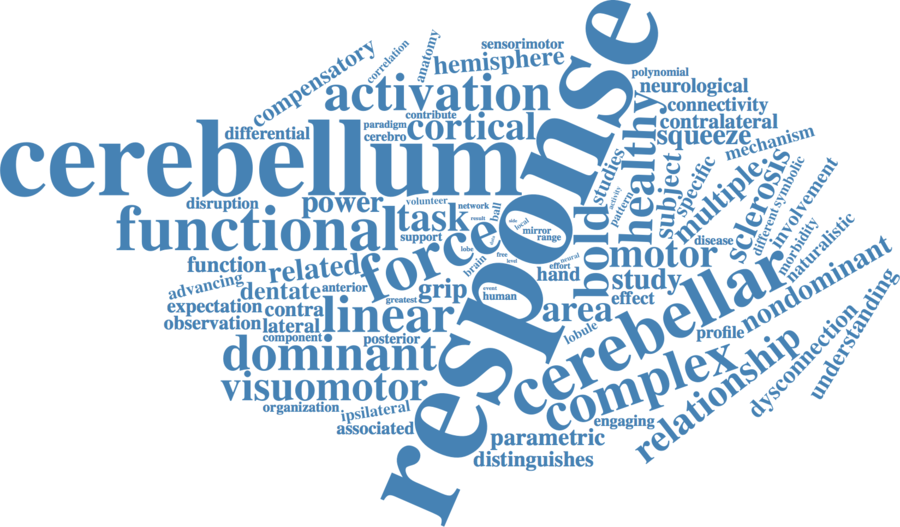 compensatory
correlation
anatomy
sensorimotor
hemisphere
response
polynomial
neurological
activation
connectivity
contribute
paradigm
cortical
contralateral
differential
cerebro
squeeze
healthy
mechanism
cerebellum
studies
subject
specific
multiple
sclerosis
different
symbolic
involvement
activity
pattern
disruption
power
volunteer
network
ball
functional
task
result
local
mirror
range
support
force
lobe
bold
motor
disease
morbidity
naturalistic
function
related
brain
free
level
neural
effort
hand
study
advancing
dentate
anterior
grip
event
human
cerebellar
nondominant
understanding
expectation
contra
greatest
area
effect
observation
lateral
linear
lobule
profile
component
posterior
dominant
complex
relationship
dysconnection
visuomotor
organization
ipsilateral
associated
engaging
parametric
distinguishes